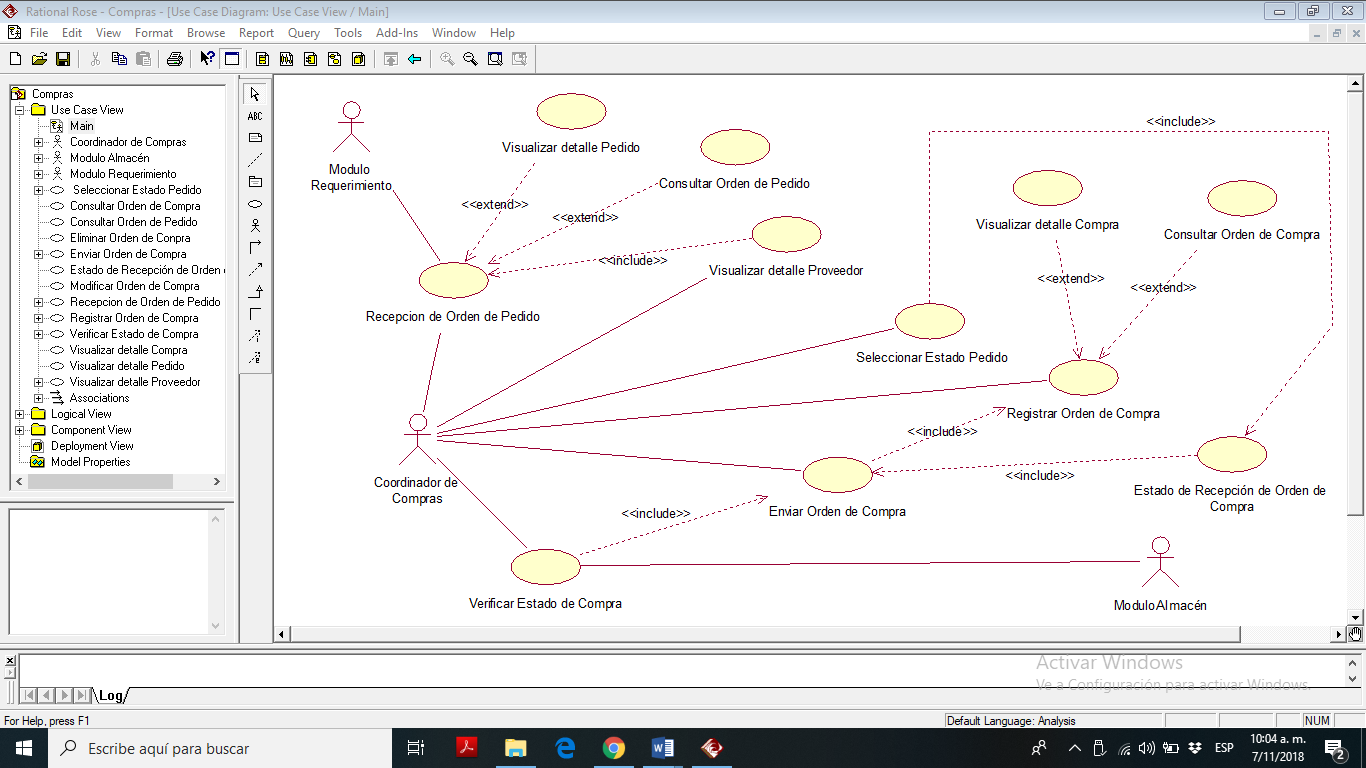 Rational Rose - Compras - [Use Case Diagram: Use Case View / Main]
File Edit View Format Browse Report Query Tools Add-Ins Window Help
ABC
Compras
Use Case View
Main
Coordinador de Compras
Modulo Almacén
Modulo Requerimiento
Seleccionar Estado Pedido
Consultar Orden de Compra
Consultar Orden de Pedido
Eliminar Orden de Conpra
Enviar Orden de Compra
Estado de Recepción de Orden
Modificar Orden de Compra
Recepcion de Orden de Pedido
Registrar Orden de Compra
Verificar Estado de Compra
Visualizar detalle Compra
Visualizar detalle Pedido
Visualizar detalle Proveedor
Associations
Logical View
Component View
Deployment View
Model Properties
Modulo
Requerimiento
Visualizar detalle Pedido
Consultar Orden de Pedido
<<extend>>
<<extend>>
<<include>>
Visualizar detalle Proveedor
Recepcion de Orden de Pedido
<<include>>
Visualizar detalle Compra
Consultar Orden de Compra
<<extend>>
<<extend>>
Seleccionar Estado Pedido
Registrar Orden de Compra
<<include>>
Coordinador de
Compras
<<include>>
Estado de Recepción de Orden de
Compra
Enviar Orden de Compra
<<include>>
Verificar Estado de Compra
ModuloAlmacén
Log
Activar Windows
Ve a Configuración para activar Windows.
For Help, press F1
Default Language: Analysis
NUM
Escribe aquí para buscar
ESP
10:04 a. m.
7/11/2018
2